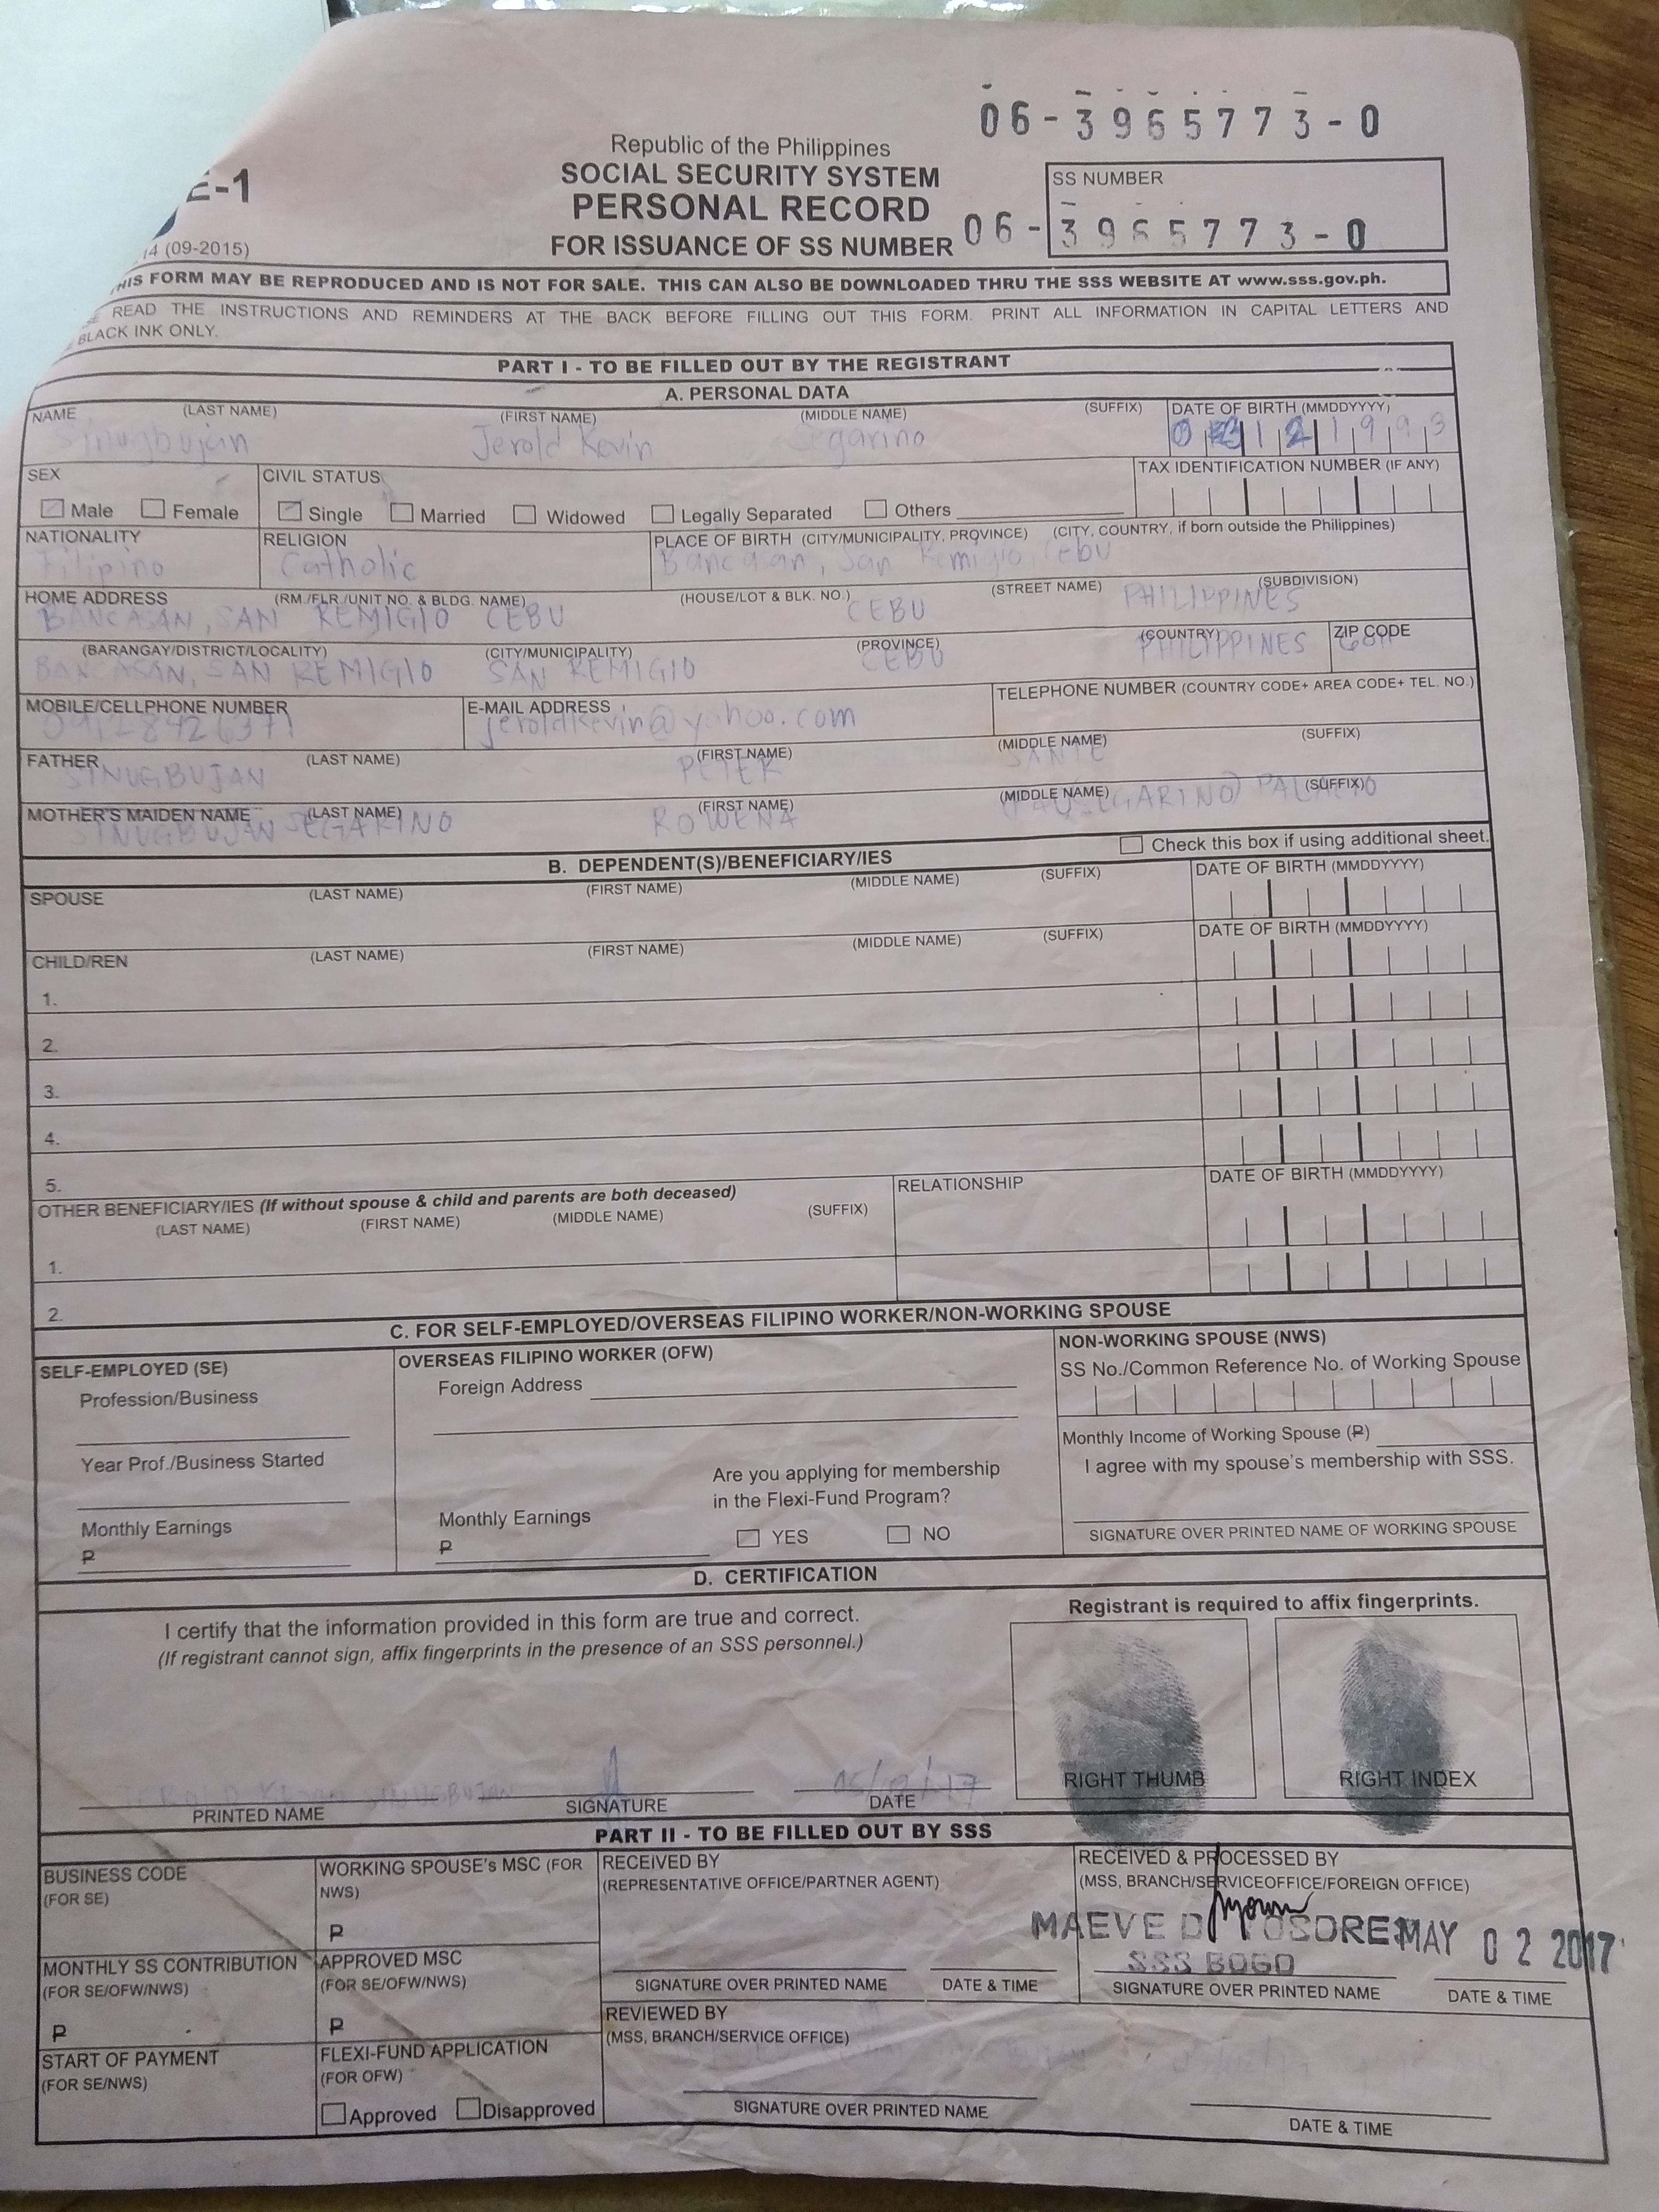 06-3965773-0
Republic of the Philippines
SOCIAL SECURITY SYSTEM
E-1
PERSONAL RECORD
FOR ISSUANCE OF SS NUMBER
SS NUMBER
06-3965773-0
(09-2015)
THIS FORM MAY BE REPRODUCED AND IS NOT FOR SALE. THIS CAN ALSO BE DOWNLOADED THRU THE SSS WEBSITE AT www.sss.gov.ph.
READ THE INSTRUCTIONS AND REMINDERS AT THE BACK BEFORE FILLING OUT THIS FORM. PRINT ALL INFORMATION IN CAPITAL LETTERS AND
BLACK INK ONLY.
PART I - TO BE FILLED OUT BY THE REGISTRANT
A. PERSONAL DATA
NAME (LAST NAME) (FIRST NAME) (MIDDLE NAME) (SUFFIX) DATE OF BIRTH (MMDDYYYY)
Sinugbujan Jerold Kevin Segarino 1993
SEX CIVIL STATUS TAX IDENTIFICATION NUMBER (IF ANY)
Male Female Single Married Widowed Legally Separated Others
NATIONALITY RELIGION PLACE OF BIRTH (CITY/MUNICIPALITY, PROVINCE) (CITY, COUNTRY, if born outside the Philippines)
Filipino Catholic Bancasan, San Remigio, Cebu
HOME ADDRESS (RM./FLR./UNIT NO. & BLDG. NAME) (HOUSE/LOT & BLK. NO.) (STREET NAME) (SUBDIVISION)
BANCASAN, SAN REMIGIO CEBU CEBU PHILIPPINES
(BARANGAY/DISTRICT/LOCALITY) (CITY/MUNICIPALITY) (PROVINCE) (COUNTRY) ZIP CODE
BANCASAN, SAN REMIGIO SAN REMIGIO CEBU PHILIPPINES 6011
MOBILE/CELLPHONE NUMBER E-MAIL ADDRESS TELEPHONE NUMBER (COUNTRY CODE+ AREA CODE+ TEL. NO.)
09128926371 jeroldkevin@yahoo.com
FATHER (LAST NAME) (FIRST NAME) (MIDDLE NAME) (SUFFIX)
SINUGBUJAN PETER
MOTHER'S MAIDEN NAME (LAST NAME) (FIRST NAME) (MIDDLE NAME) (SUFFIX)
SINUGBUJAN SEGARINO ROWENA (SEGARINO)
B. DEPENDENT(S)/BENEFICIARY/IES Check this box if using additional sheet.
SPOUSE (LAST NAME) (FIRST NAME) (MIDDLE NAME) (SUFFIX) DATE OF BIRTH (MMDDYYYY)
CHILD/REN (LAST NAME) (FIRST NAME) (MIDDLE NAME) (SUFFIX) DATE OF BIRTH (MMDDYYYY)
1.
2.
3.
4.
5.
OTHER BENEFICIARY/IES (If without spouse & child and parents are both deceased) RELATIONSHIP DATE OF BIRTH (MMDDYYYY)
(LAST NAME) (FIRST NAME) (MIDDLE NAME) (SUFFIX)
1.
2.
C. FOR SELF-EMPLOYED/OVERSEAS FILIPINO WORKER/NON-WORKING SPOUSE
SELF-EMPLOYED (SE) OVERSEAS FILIPINO WORKER (OFW) NON-WORKING SPOUSE (NWS)
Profession/Business Foreign Address SS No./Common Reference No. of Working Spouse
Monthly Income of Working Spouse (₱)
Year Prof./Business Started I agree with my spouse's membership with SSS.
Are you applying for membership
in the Flexi-Fund Program?
Monthly Earnings Monthly Earnings
₱ ₱ YES NO
SIGNATURE OVER PRINTED NAME OF WORKING SPOUSE
D. CERTIFICATION
I certify that the information provided in this form are true and correct.
(If registrant cannot sign, affix fingerprints in the presence of an SSS personnel.)
Registrant is required to affix fingerprints.
JEROLD KEVIN SINUGBUJAN
PRINTED NAME SIGNATURE DATE
RIGHT THUMB RIGHT INDEX
PART II - TO BE FILLED OUT BY SSS
BUSINESS CODE
(FOR SE)
WORKING SPOUSE's MSC (FOR
NWS)
₱
RECEIVED BY
(REPRESENTATIVE OFFICE/PARTNER AGENT)
SIGNATURE OVER PRINTED NAME DATE & TIME
RECEIVED & PROCESSED BY
(MSS, BRANCH/SERVICEOFFICE/FOREIGN OFFICE)
MAEVE D. MAY 02 2017
SSS BOGO
SIGNATURE OVER PRINTED NAME DATE & TIME
MONTHLY SS CONTRIBUTION
(FOR SE/OFW/NWS)
₱
APPROVED MSC
(FOR SE/OFW/NWS)
₱
REVIEWED BY
(MSS, BRANCH/SERVICE OFFICE)
START OF PAYMENT
(FOR SE/NWS)
FLEXI-FUND APPLICATION
(FOR OFW)
Approved Disapproved
SIGNATURE OVER PRINTED NAME DATE & TIME